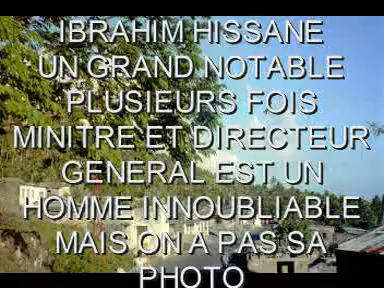 IBRAHIM HISSANE
UN GRAND NOTABLE
PLUSIEURS FOIS
MINITRE ET DIRECTEUR
GENERAL EST UN
HOMME INNOUBLIABLE
MAIS ON A PAS SA
PHOTO